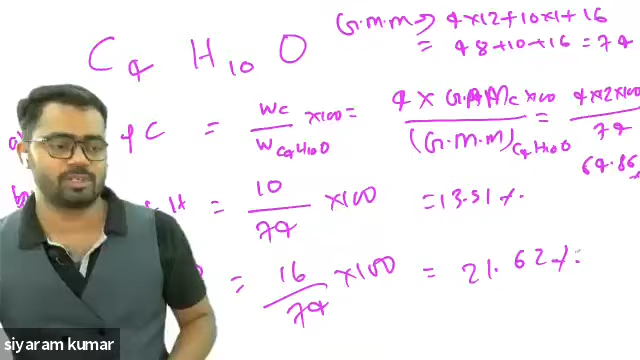 G.M.M → 4×12+10×1+16
C4 H10 O
= 48+10+16 = 74
a) % C = Wc / W C4H10O ×100 = 4 × G.A.Mc ×100 / (G.M.M) C4H10O = 4×12×100 / 74
64.86
b) % H = 10 / 74 ×100 = 13.51 %.
= 16 / 74 ×100 = 21.62 %.
siyaram kumar